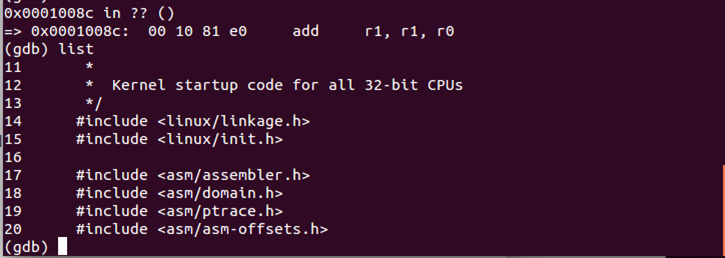 0x0001008c in ?? ()
=> 0x0001008c:  00 10 81 e0     add     r1, r1, r0
(gdb) list
11       *
12       *  Kernel startup code for all 32-bit CPUs
13       */
14      #include <linux/linkage.h>
15      #include <linux/init.h>
16
17      #include <asm/assembler.h>
18      #include <asm/domain.h>
19      #include <asm/ptrace.h>
20      #include <asm/asm-offsets.h>
(gdb)